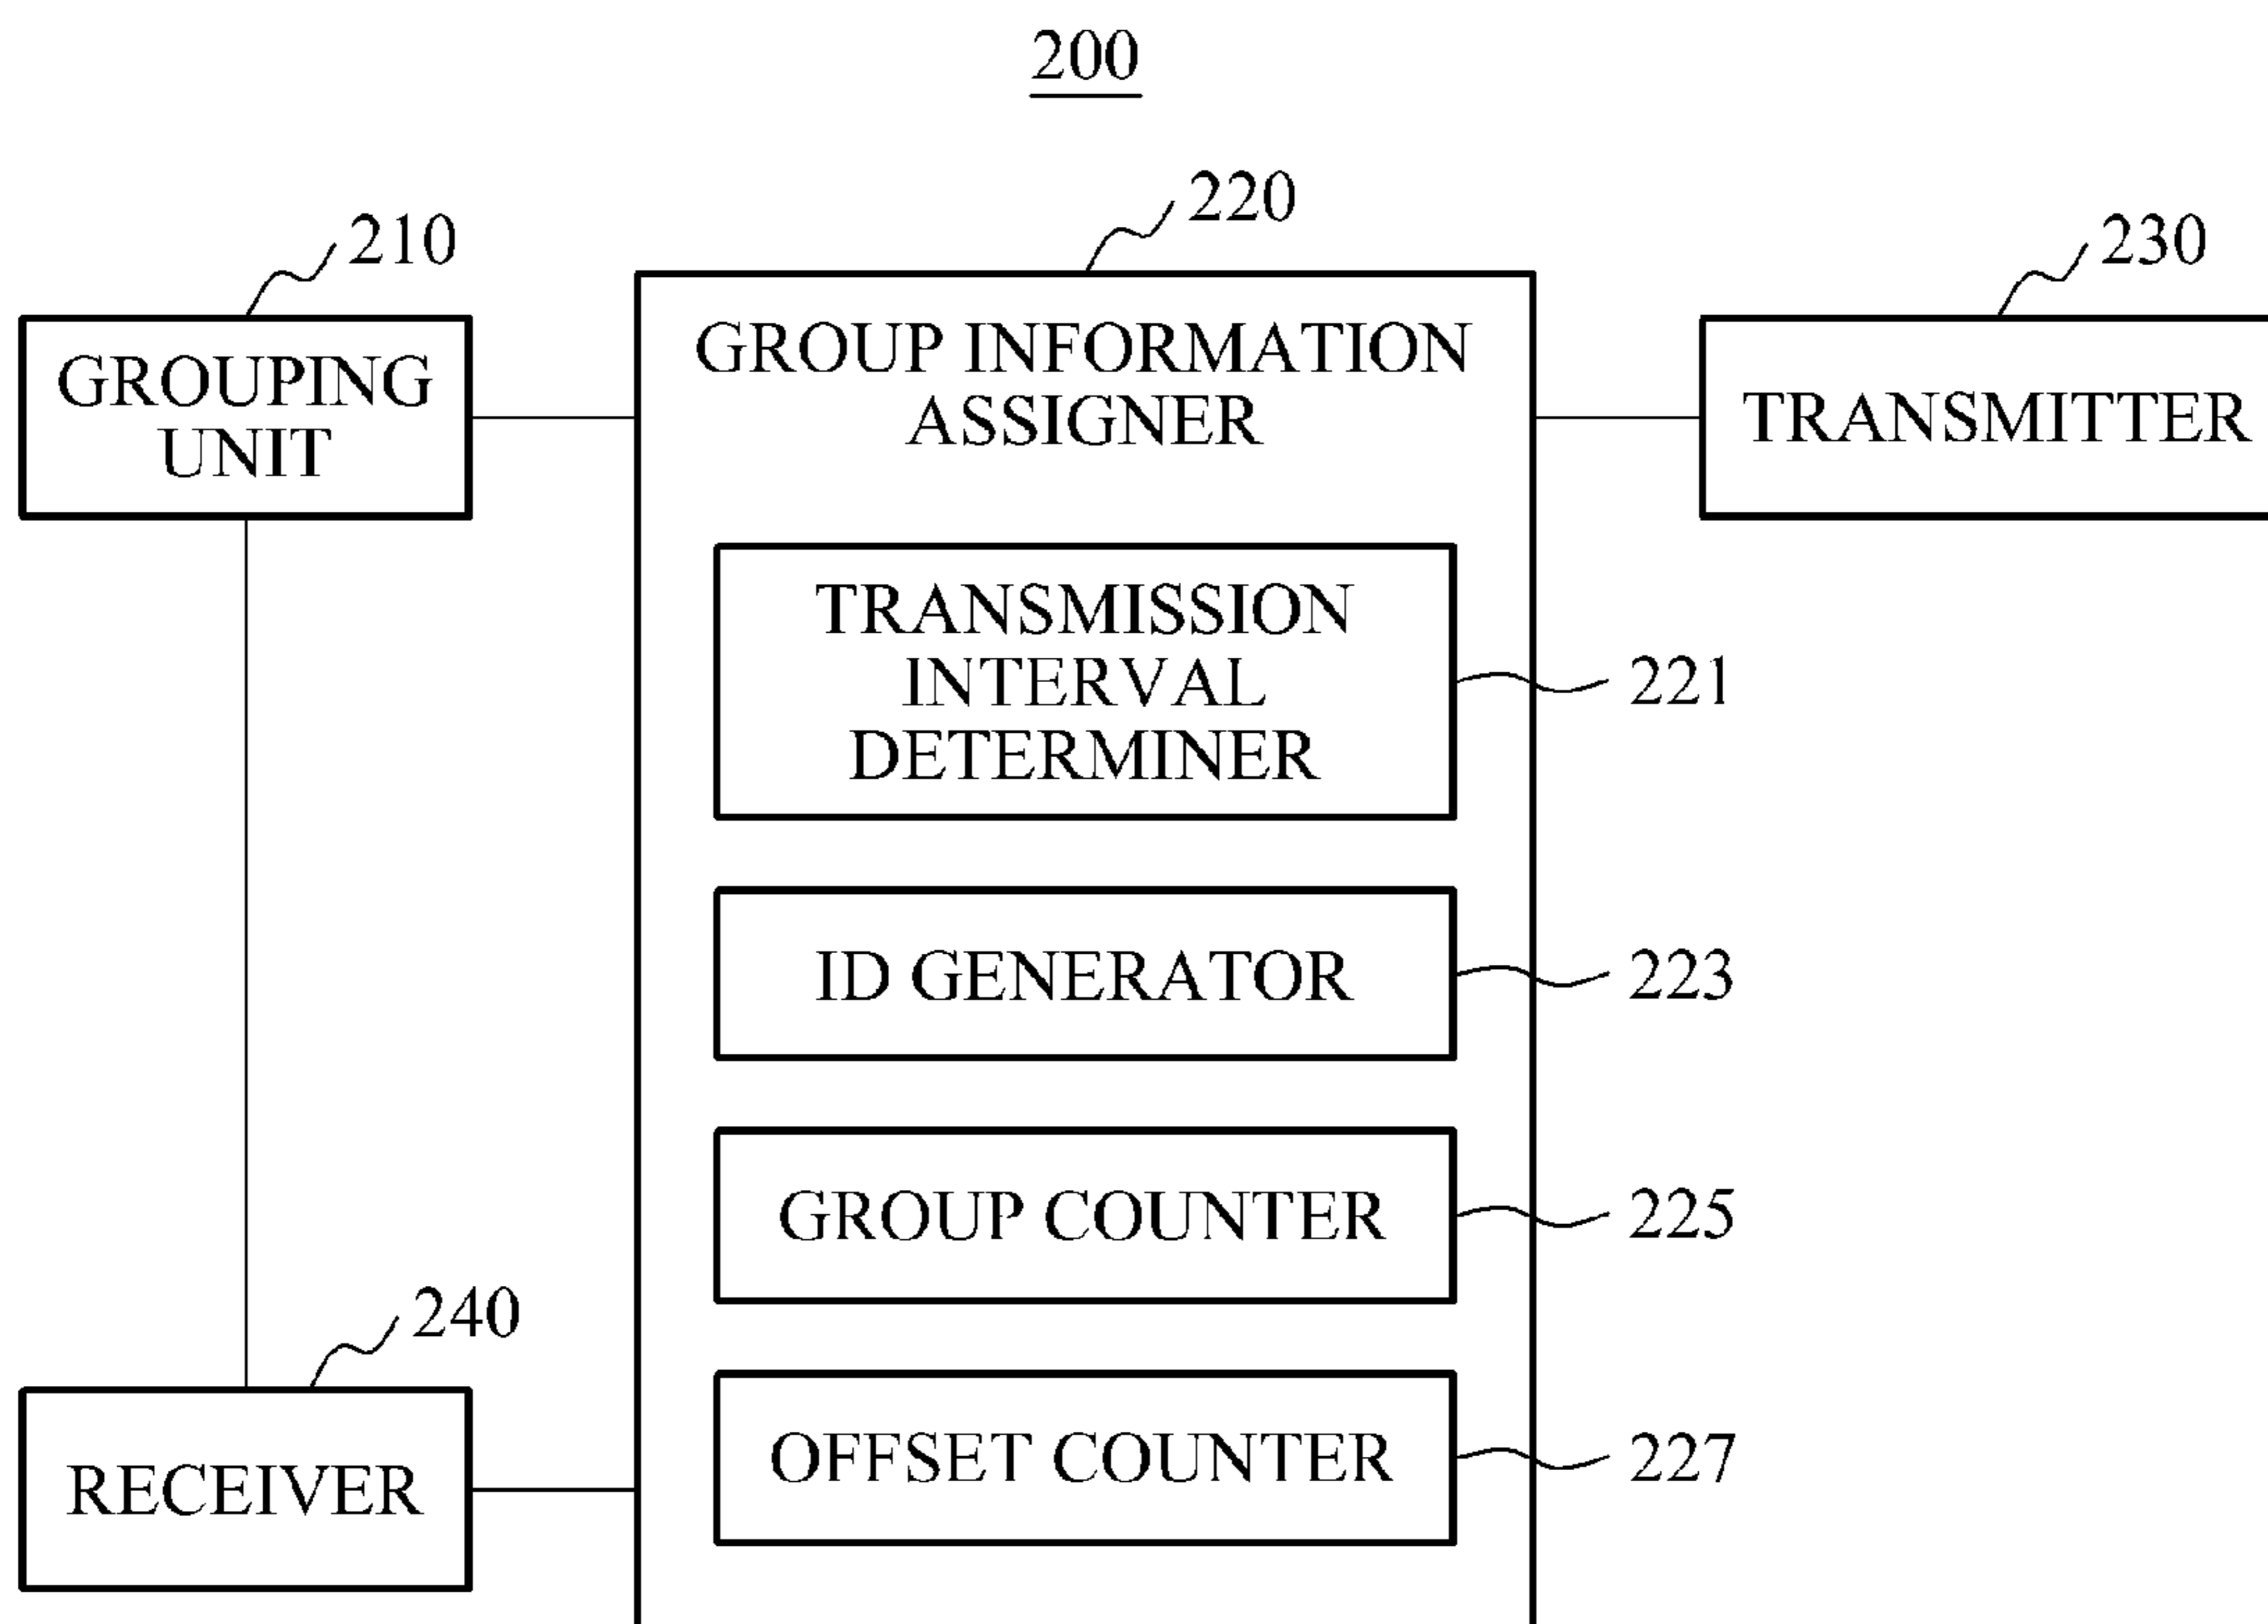 200
210
220
230
GROUPING
UNIT
GROUP INFORMATION
ASSIGNER
TRANSMITTER
TRANSMISSION
INTERVAL
DETERMINER
221
ID GENERATOR
223
GROUP COUNTER
225
240
RECEIVER
OFFSET COUNTER
227